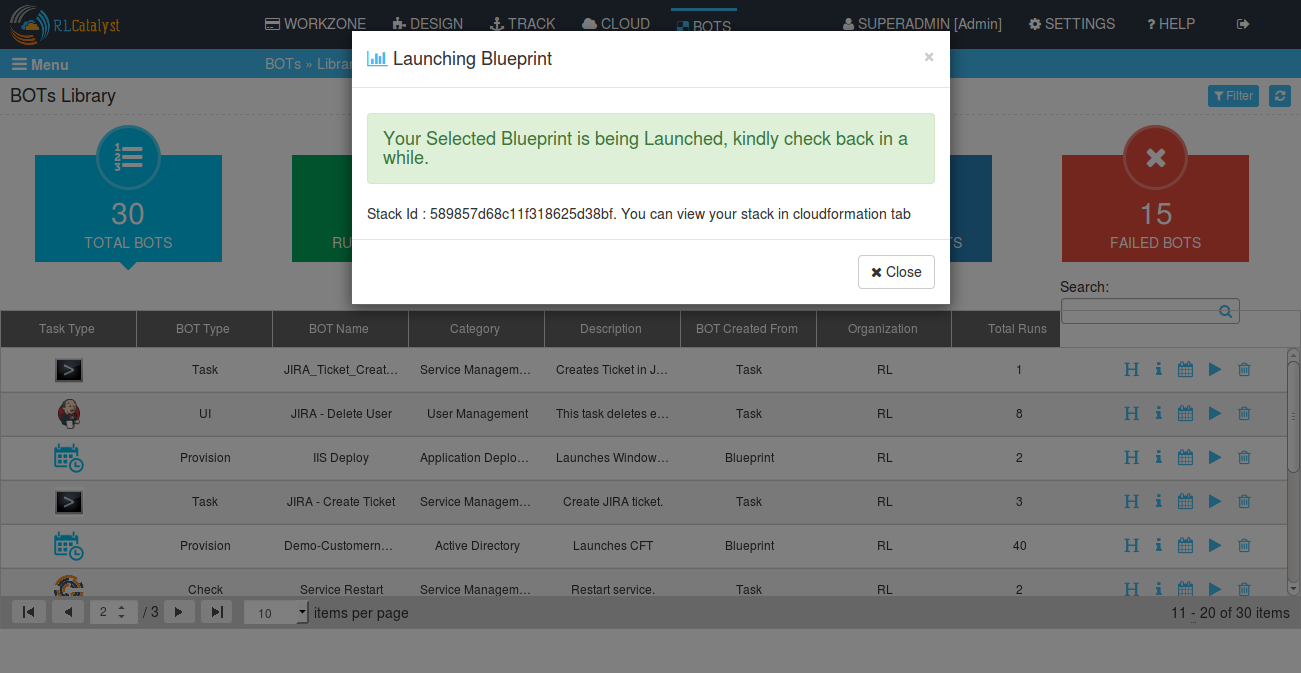 RLCatalyst
WORKZONE DESIGN TRACK CLOUD BOTS SUPERADMIN [Admin] SETTINGS ? HELP
Menu BOTs » Librar
Launching Blueprint ×
BOTs Library Filter
Your Selected Blueprint is being Launched, kindly check back in a
while.
1 2 3
30 15
Stack Id : 589857d68c11f318625d38bf. You can view your stack in cloudformation tab
TOTAL BOTS RU TS FAILED BOTS
Close
Search:
Task Type BOT Type BOT Name Category Description BOT Created From Organization Total Runs
Task JIRA_Ticket_Creat... Service Managem... Creates Ticket in J... Task RL 1 H i
UI JIRA - Delete User User Management This task deletes e... Task RL 8 H i
Provision IIS Deploy Application Deplo... Launches Window... Blueprint RL 2 H i
Task JIRA - Create Ticket Service Managem... Create JIRA ticket. Task RL 3 H i
Provision Demo-Customern... Active Directory Launches CFT Blueprint RL 40 H i
Check Service Restart Service Managem... Restart service. Task RL 2 H i
2 / 3 10 items per page 11 - 20 of 30 items